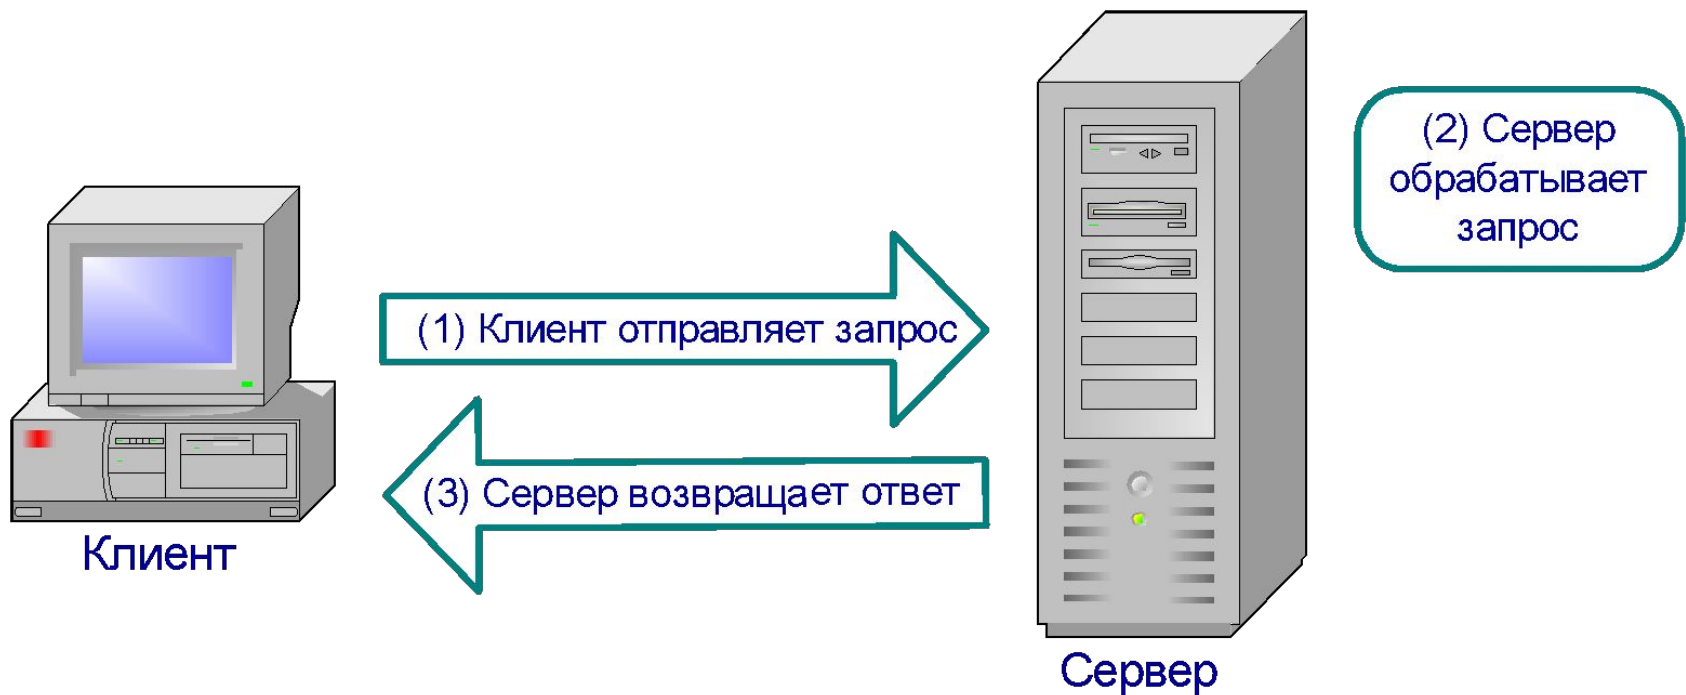 (1) Клиент отправляет запрос
(2) Сервер
обрабатывает
запрос
(3) Сервер возвращает ответ
Клиент
Сервер